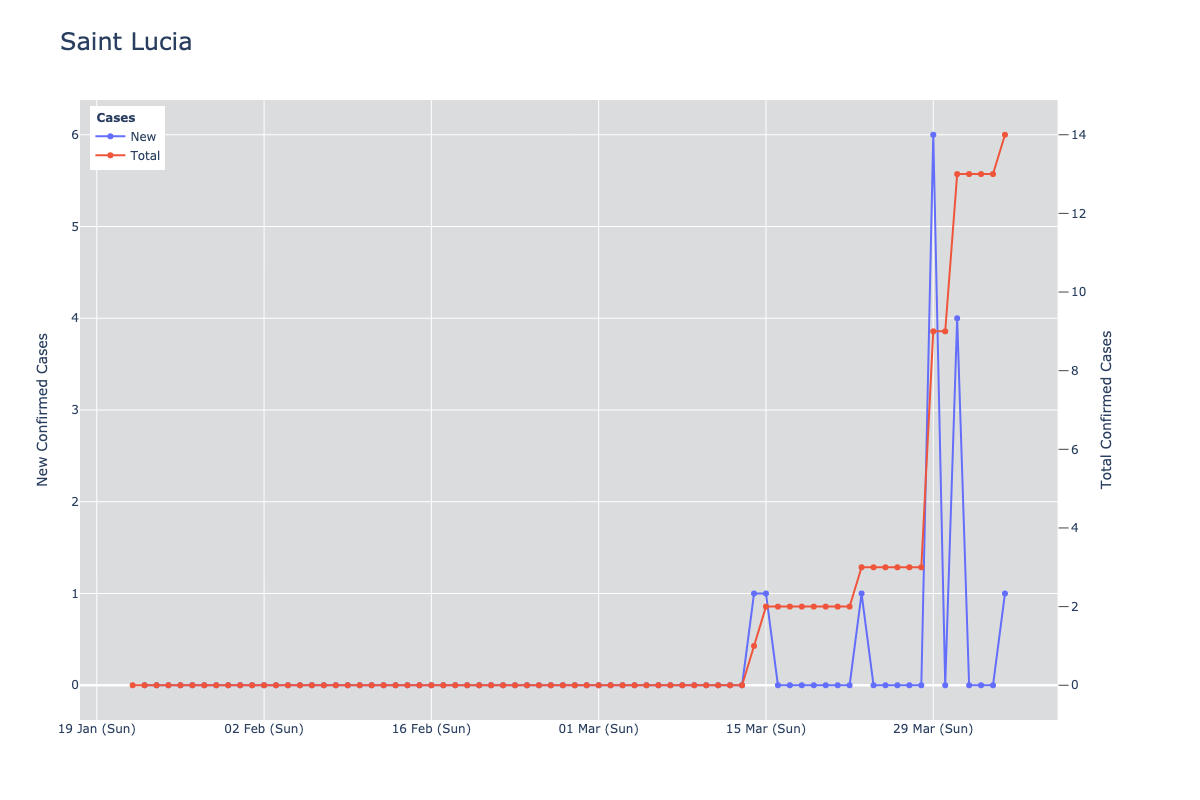 Saint Lucia
Cases
New
Total
6
5
4
3
2
1
0
14
12
10
8
6
4
2
0
New Confirmed Cases
Total Confirmed Cases
19 Jan (Sun)
02 Feb (Sun)
16 Feb (Sun)
01 Mar (Sun)
15 Mar (Sun)
29 Mar (Sun)